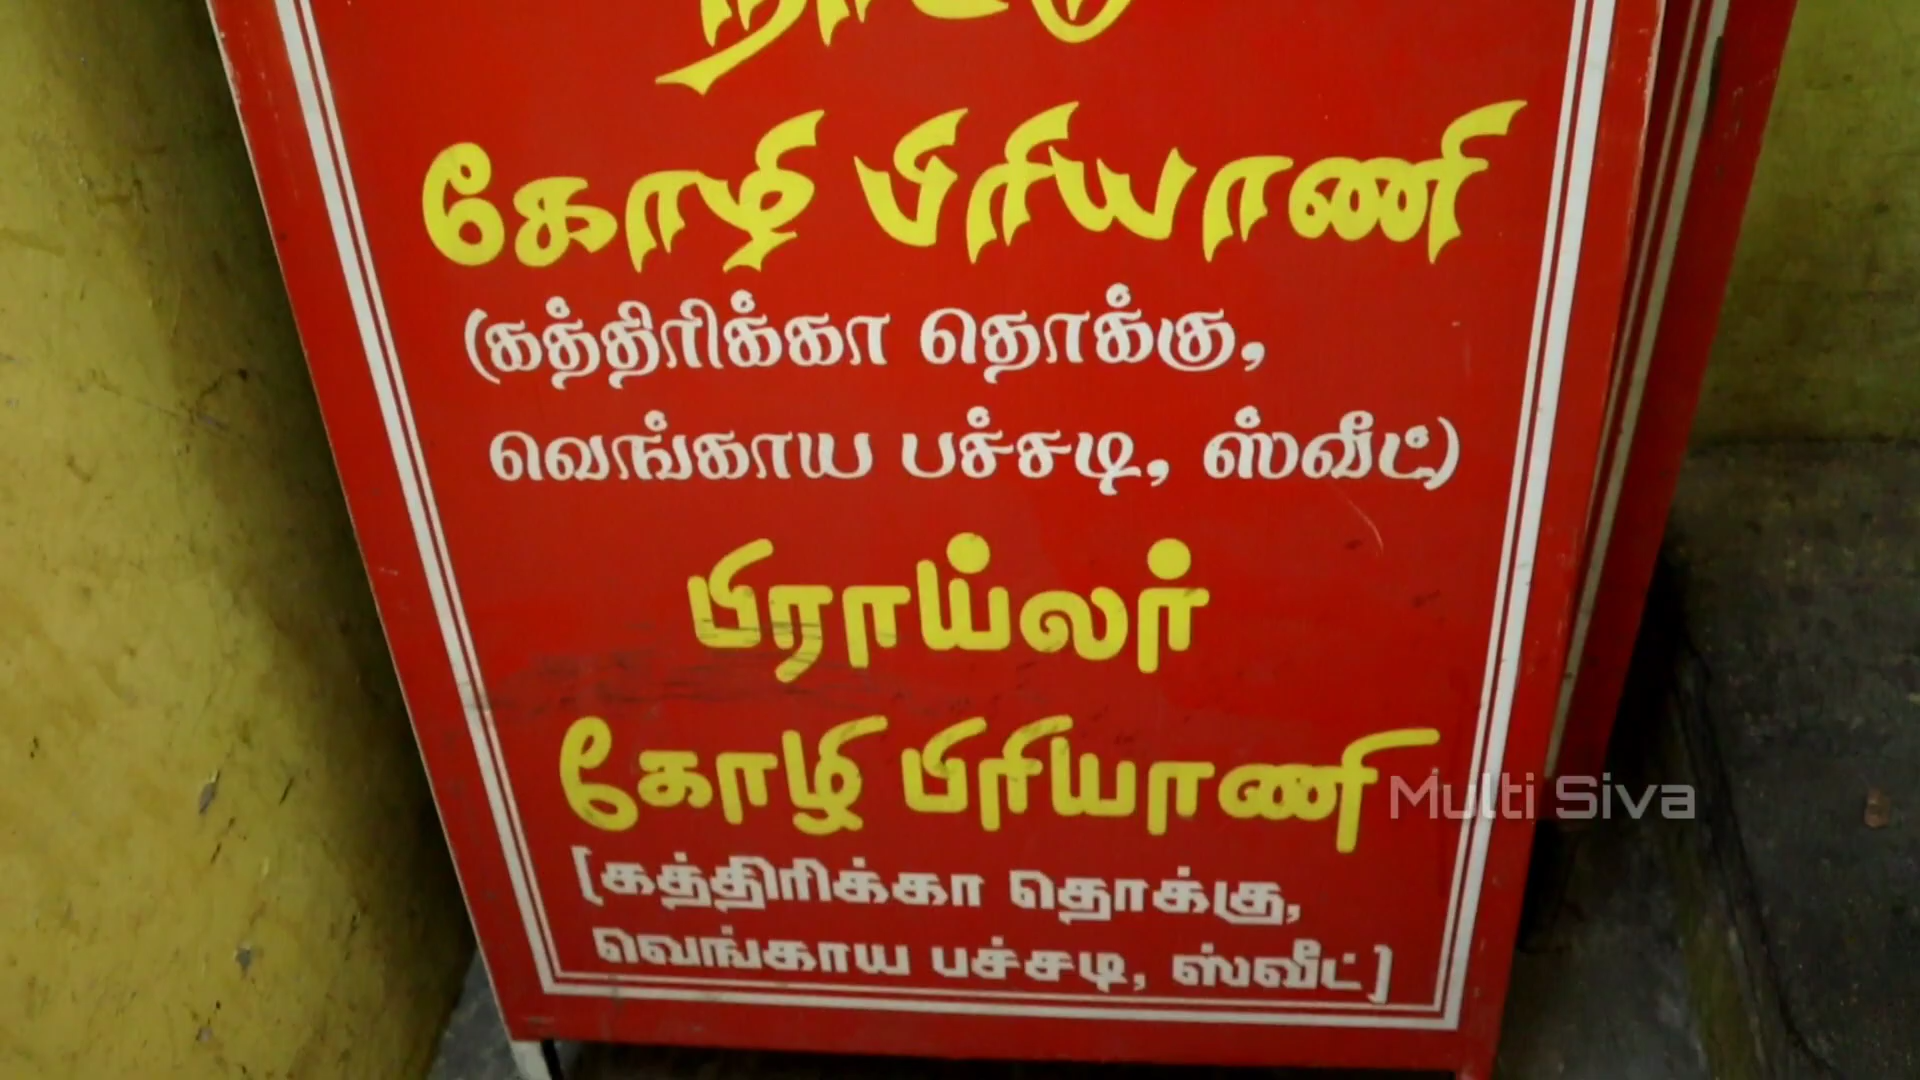 நாட்டு
கோழி பிரியாணி
(கத்திரிக்கா தொக்கு,
வெங்காய பச்சடி, ஸ்வீட்)
பிராய்லர்
கோழி பிரியாணி
[கத்திரிக்கா தொக்கு,
வெங்காய பச்சடி, ஸ்வீட்]
Multi Siva